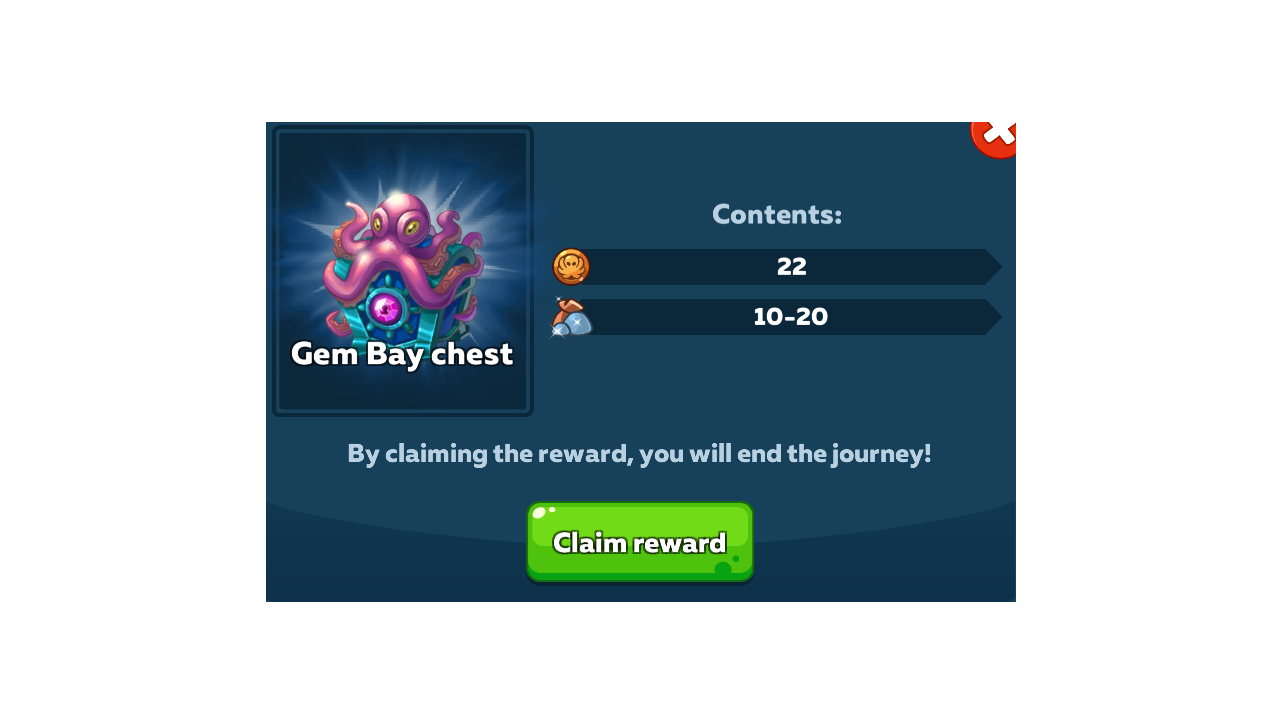 Gem Bay chest
Contents:
22
10-20
By claiming the reward, you will end the journey!
Claim reward